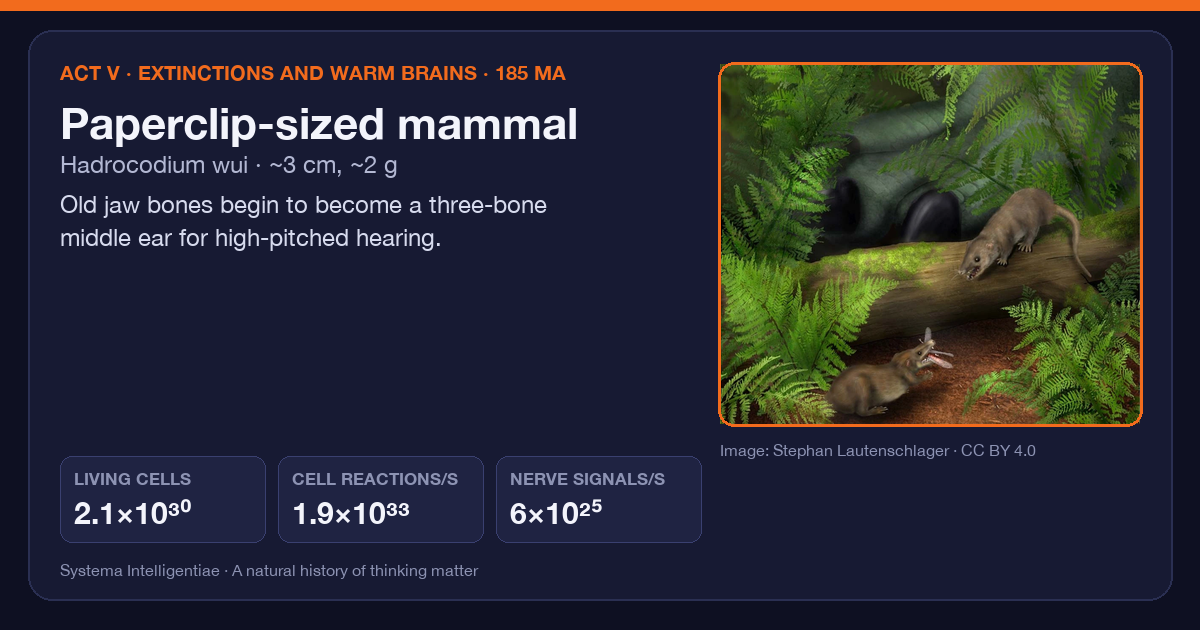 ACT V · EXTINCTIONS AND WARM BRAINS · 185 MA
Paperclip-sized mammal
Hadrocodium wui · ~3 cm, ~2 g
Old jaw bones begin to become a three-bone
middle ear for high-pitched hearing.
Image: Stephan Lautenschlager · CC BY 4.0
LIVING CELLS
2.1×10³⁰
CELL REACTIONS/S
1.9×10³³
NERVE SIGNALS/S
6×10²⁵
Systema Intelligentiae · A natural history of thinking matter